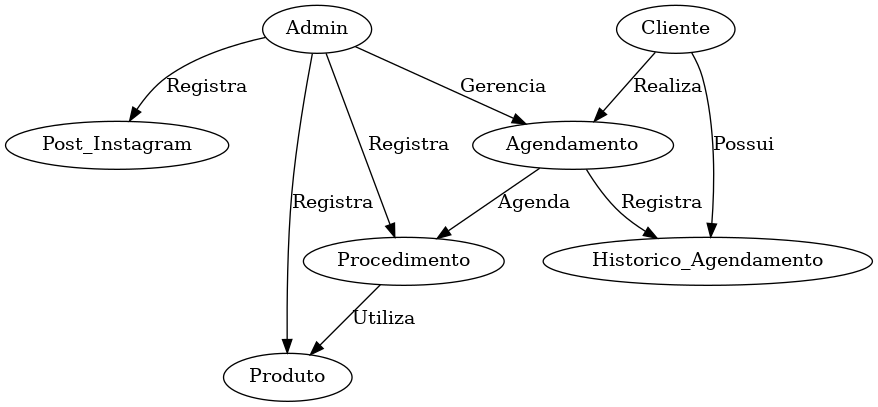 Admin
Cliente
Registra
Gerencia
Realiza
Post_Instagram
Registra
Agendamento
Possui
Registra
Agenda
Registra
Procedimento
Historico_Agendamento
Utiliza
Produto